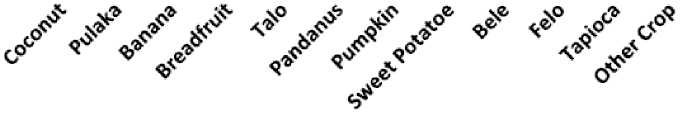 Coconut
Pulaka
Banana
Breadfruit
Talo
Pandanus
Pumpkin
Sweet Potatoe
Bele
Felo
Tapioca
Other Crop